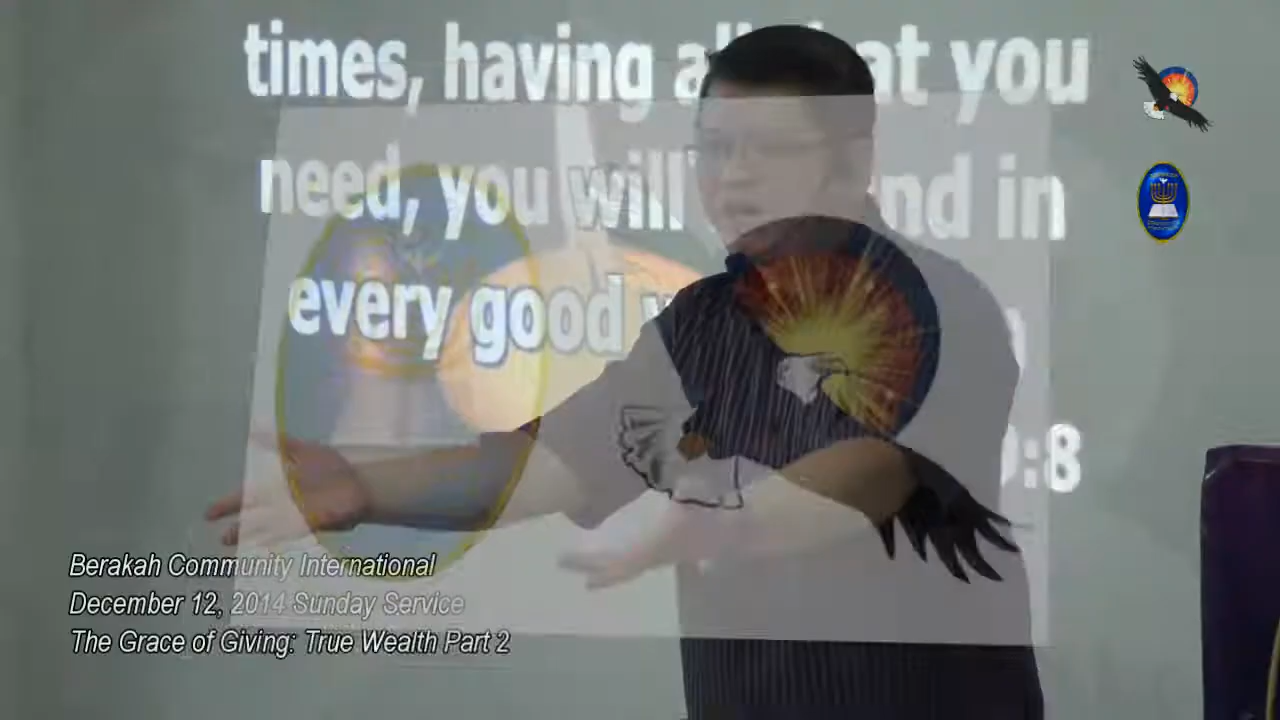 times, having at you
need, you will nd in
every good
:8
Berakah Community International
December 12, 2014 Sunday Service
The Grace of Giving: True Wealth Part 2